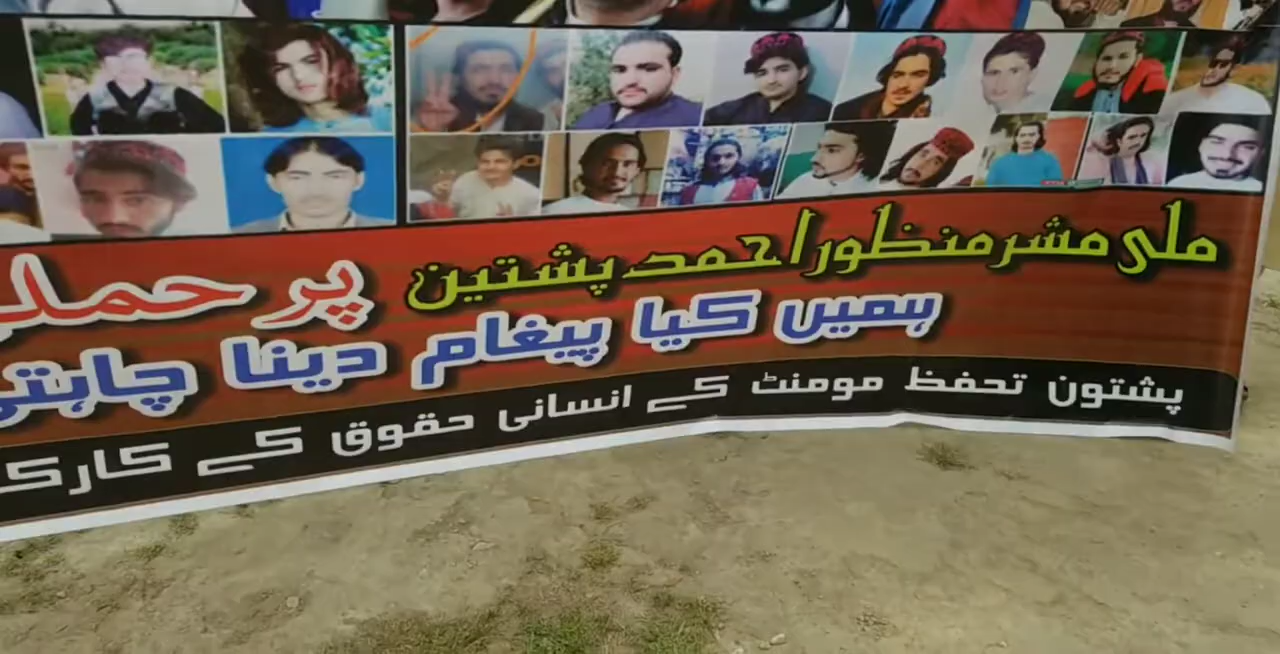 ملی مشر منظور احمد پشتین پر حملے
ہمیں کیا پیغام دینا چاہتے
پشتون تحفظ مومنٹ کے انسانی حقوق کے کارک